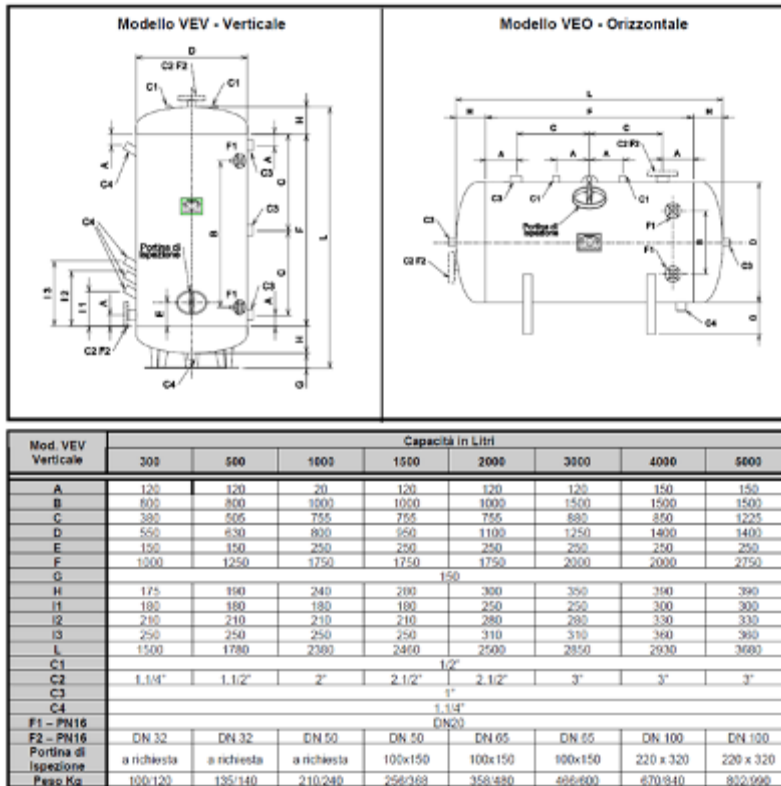 Modello VEV - Verticale
D
C2 F2
C1
C1
H
A
C4
F1
A
C3
G
C3
B
F
L
C4
Portina di
Ispezione
G
I3
I2
I1
A
E
F1
C3
A
C2 F2
H
C4
G
Modello VEO - Orizzontale
L
H
F
H
C
C
C2 F2
A
A
A
A
C3
C1
C1
Portina di
Ispezione
F1
C3
B
D
C3
F1
C2 F2
C4
G
Mod. VEV
Verticale
Capacità in Litri
300 500 1000 1500 2000 3000 4000 5000
A 120 120 20 120 120 120 150 150
B 800 800 1000 1000 1000 1500 1500 1500
C 380 505 755 755 755 880 850 1225
D 550 630 800 950 1100 1250 1400 1400
E 150 150 250 250 250 250 250 250
F 1000 1250 1750 1750 1750 2000 2000 2750
G 150
H 175 190 240 280 300 350 390 390
I1 180 180 180 180 250 250 300 300
I2 210 210 210 210 280 280 330 330
I3 250 250 250 250 310 310 360 360
L 1500 1780 2380 2460 2500 2850 2930 3680
C1 1/2"
C2 1.1/4" 1.1/2" 2" 2.1/2" 2.1/2" 3" 3" 3"
C3 1"
C4 1.1/4"
F1 – PN16 DN20
F2 – PN16 DN 32 DN 32 DN 50 DN 50 DN 65 DN 65 DN 100 DN 100
Portina di
Ispezione a richiesta a richiesta a richiesta 100x150 100x150 100x150 220 x 320 220 x 320
Peso Kg 100/120 135/140 210/240 256/368 358/480 466/600 670/840 802/990